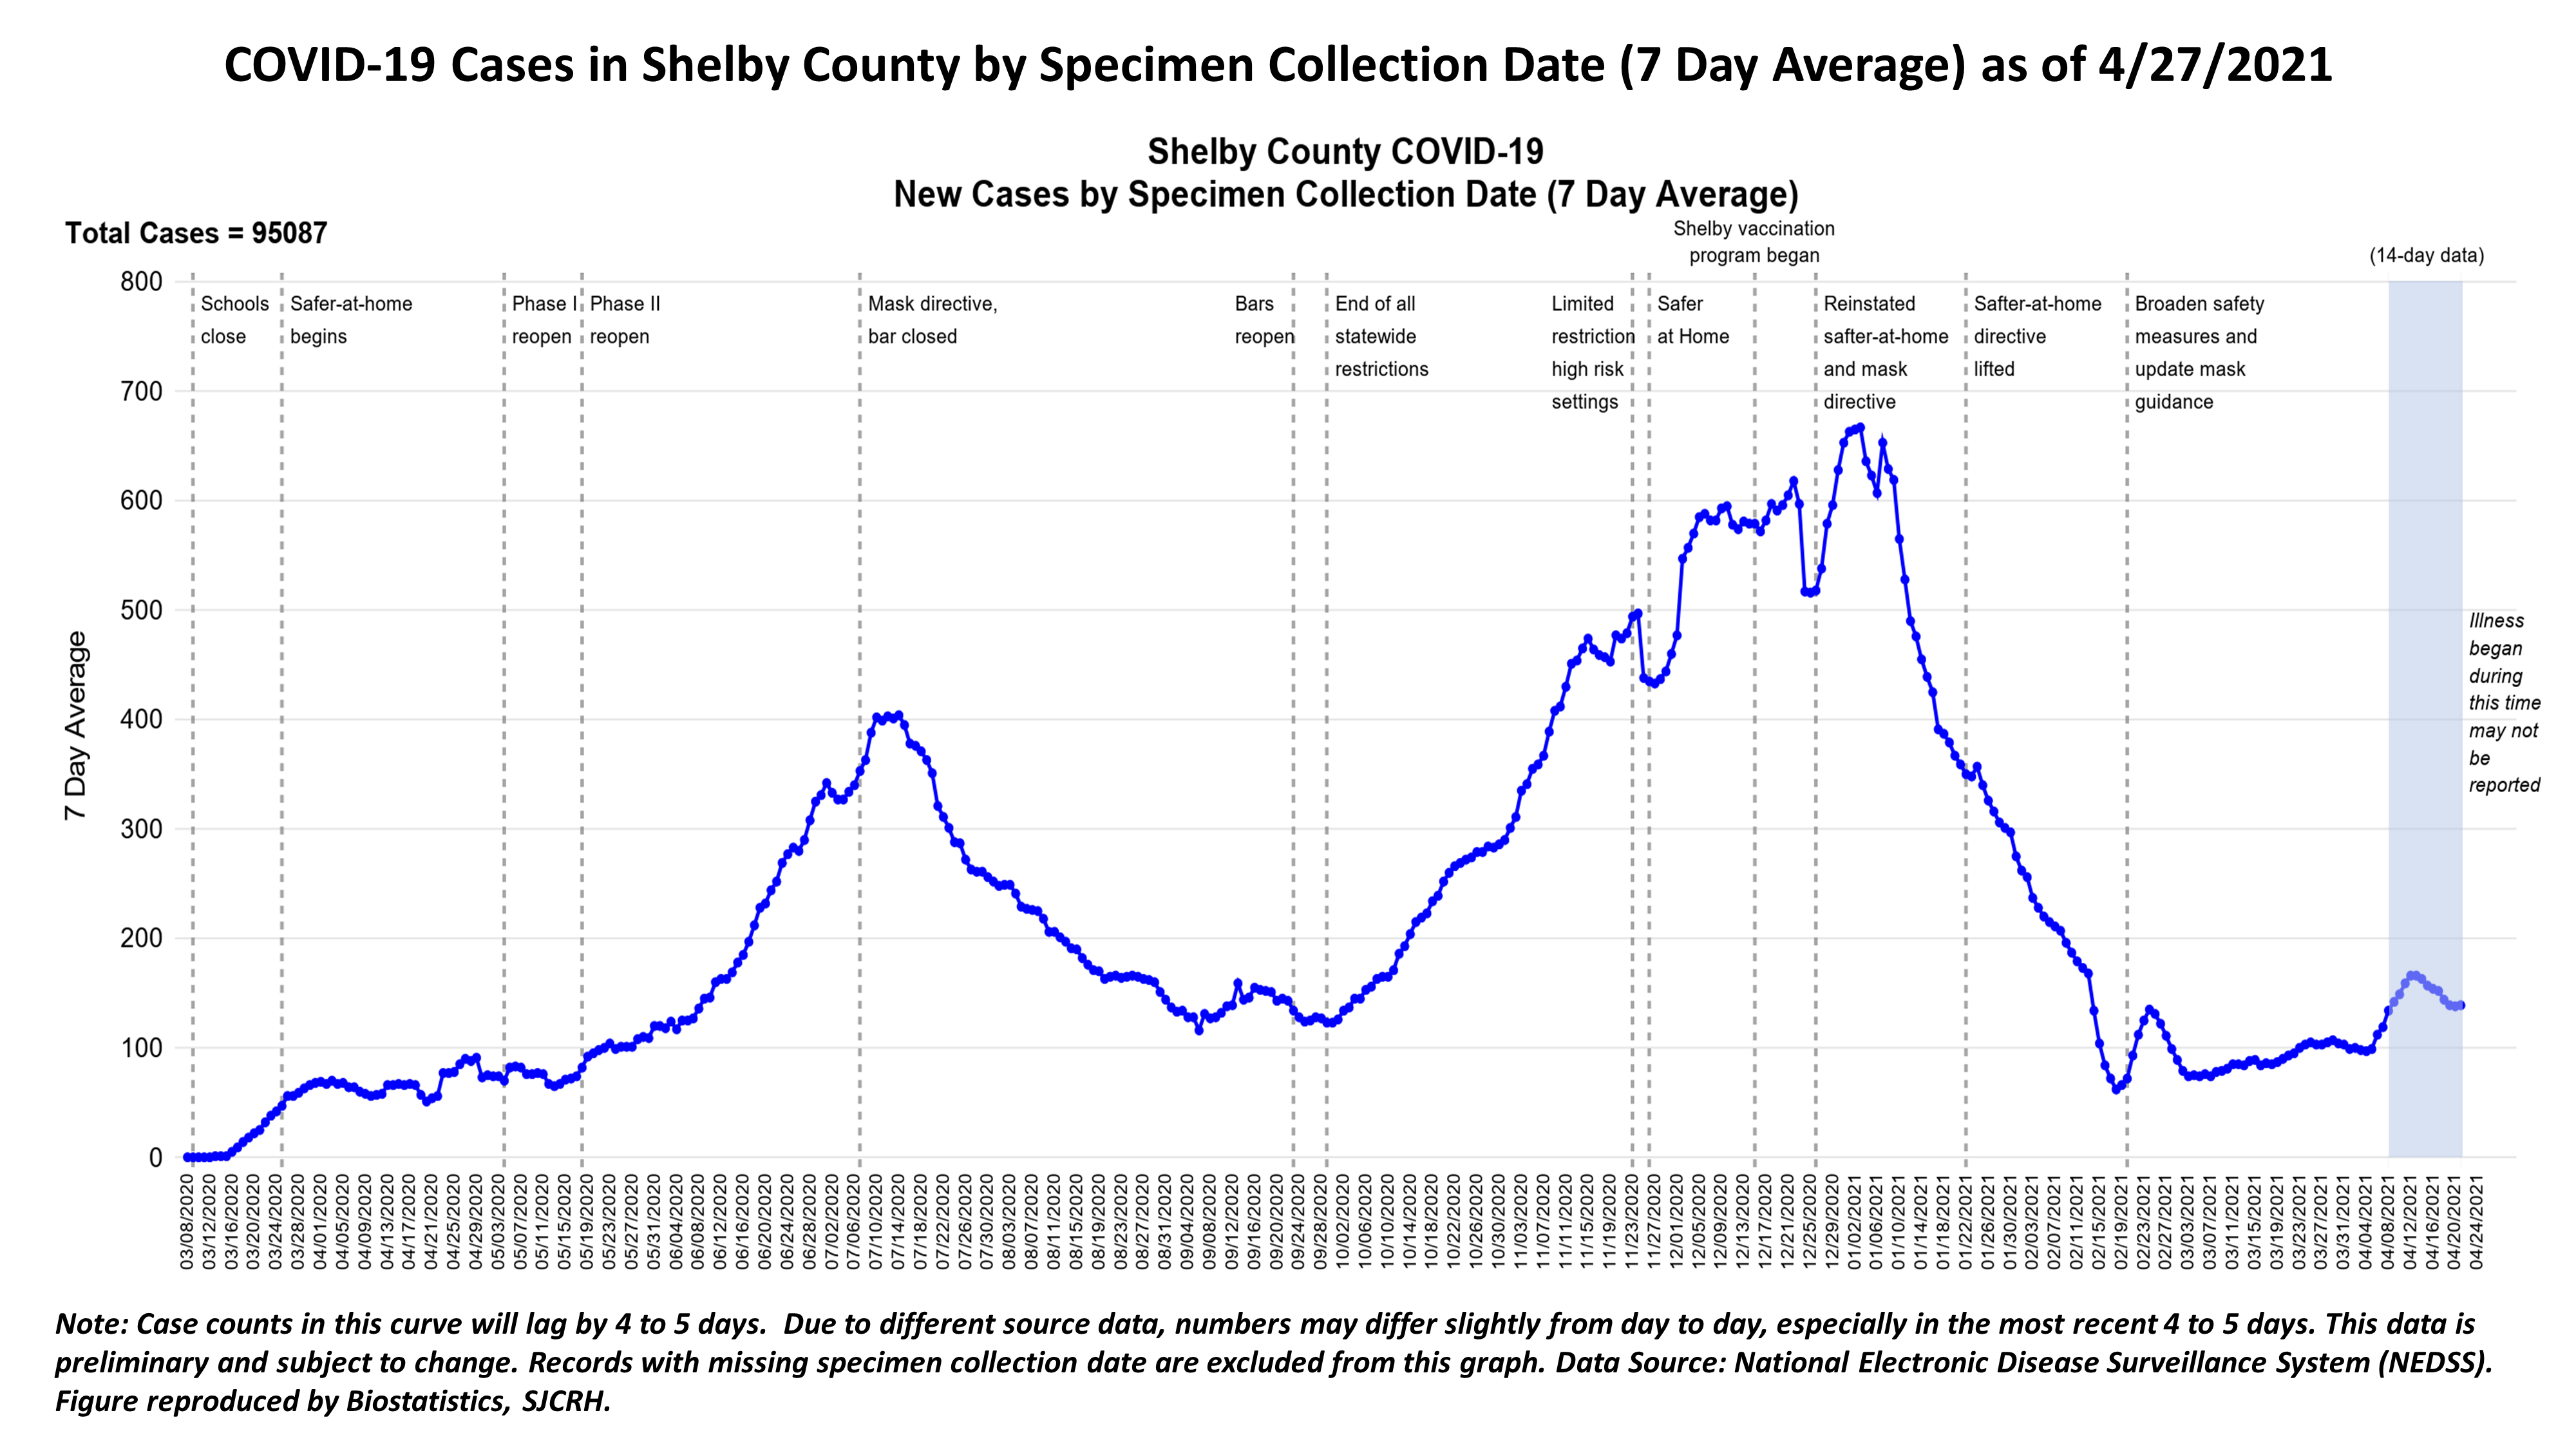 COVID-19 Cases in Shelby County by Specimen Collection Date (7 Day Average) as of 4/27/2021
Shelby County COVID-19
New Cases by Specimen Collection Date (7 Day Average)
Total Cases = 95087
Shelby vaccination
program began
(14-day data)
Schools
close
Safer-at-home
begins
Phase I
reopen
Phase II
reopen
Mask directive,
bar closed
Bars
reopen
End of all
statewide
restrictions
Limited
restriction
high risk
settings
Safer
at Home
Reinstated
safter-at-home
and mask
directive
Safter-at-home
directive
lifted
Broaden safety
measures and
update mask
guidance
Illness
began
during
this time
may not
be
reported
7 Day Average
800
700
600
500
400
300
200
100
0
03/08/2020
03/12/2020
03/16/2020
03/20/2020
03/24/2020
03/28/2020
04/01/2020
04/05/2020
04/09/2020
04/13/2020
04/17/2020
04/21/2020
04/25/2020
04/29/2020
05/03/2020
05/07/2020
05/11/2020
05/15/2020
05/19/2020
05/23/2020
05/27/2020
05/31/2020
06/04/2020
06/08/2020
06/12/2020
06/16/2020
06/20/2020
06/24/2020
06/28/2020
07/02/2020
07/06/2020
07/10/2020
07/14/2020
07/18/2020
07/22/2020
07/26/2020
07/30/2020
08/03/2020
08/07/2020
08/11/2020
08/15/2020
08/19/2020
08/23/2020
08/27/2020
08/31/2020
09/04/2020
09/08/2020
09/12/2020
09/16/2020
09/20/2020
09/24/2020
09/28/2020
10/02/2020
10/06/2020
10/10/2020
10/14/2020
10/18/2020
10/22/2020
10/26/2020
10/30/2020
11/03/2020
11/07/2020
11/11/2020
11/15/2020
11/19/2020
11/23/2020
11/27/2020
12/01/2020
12/05/2020
12/09/2020
12/13/2020
12/17/2020
12/21/2020
12/25/2020
12/29/2020
01/02/2021
01/06/2021
01/10/2021
01/14/2021
01/18/2021
01/22/2021
01/26/2021
01/30/2021
02/03/2021
02/07/2021
02/11/2021
02/15/2021
02/19/2021
02/23/2021
02/27/2021
03/03/2021
03/07/2021
03/11/2021
03/15/2021
03/19/2021
03/23/2021
03/27/2021
03/31/2021
04/04/2021
04/08/2021
04/12/2021
04/16/2021
04/20/2021
04/24/2021
Note: Case counts in this curve will lag by 4 to 5 days.  Due to different source data, numbers may differ slightly from day to day, especially in the most recent 4 to 5 days. This data is
preliminary and subject to change. Records with missing specimen collection date are excluded from this graph. Data Source: National Electronic Disease Surveillance System (NEDSS).
Figure reproduced by Biostatistics, SJCRH.